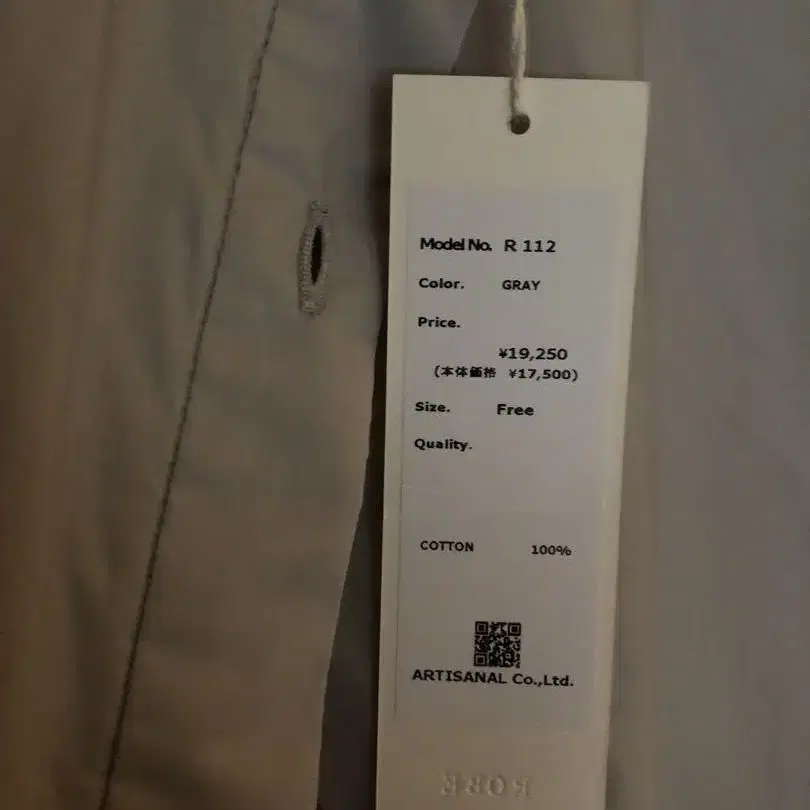 Model No. R 112
Color. GRAY
Price.
¥19,250
(本体価格 ¥17,500)
Size. Free
Quality.
COTTON 100%
ARTISANAL Co.,Ltd.
ROBE